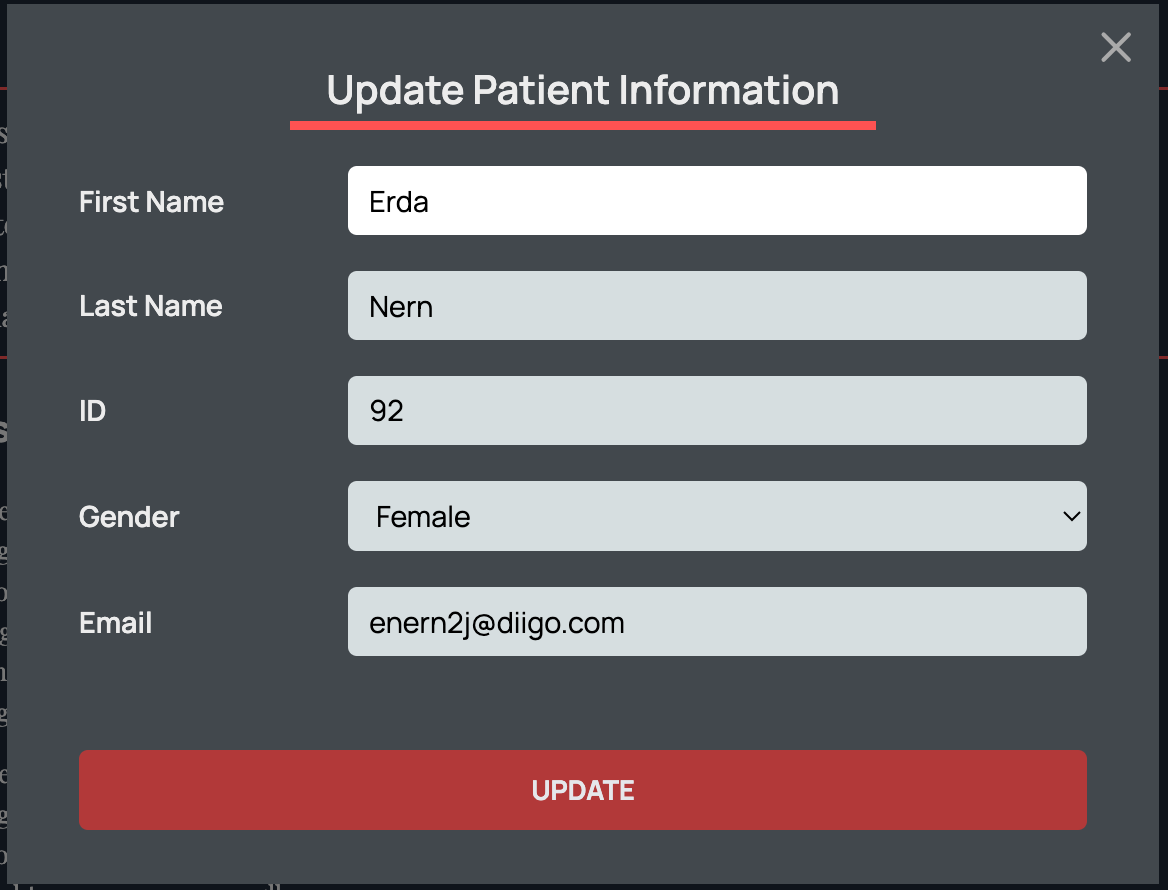 Update Patient Information
First Name
Erda
Last Name
Nern
ID
92
Gender
Female
Email
enern2j@diigo.com
UPDATE